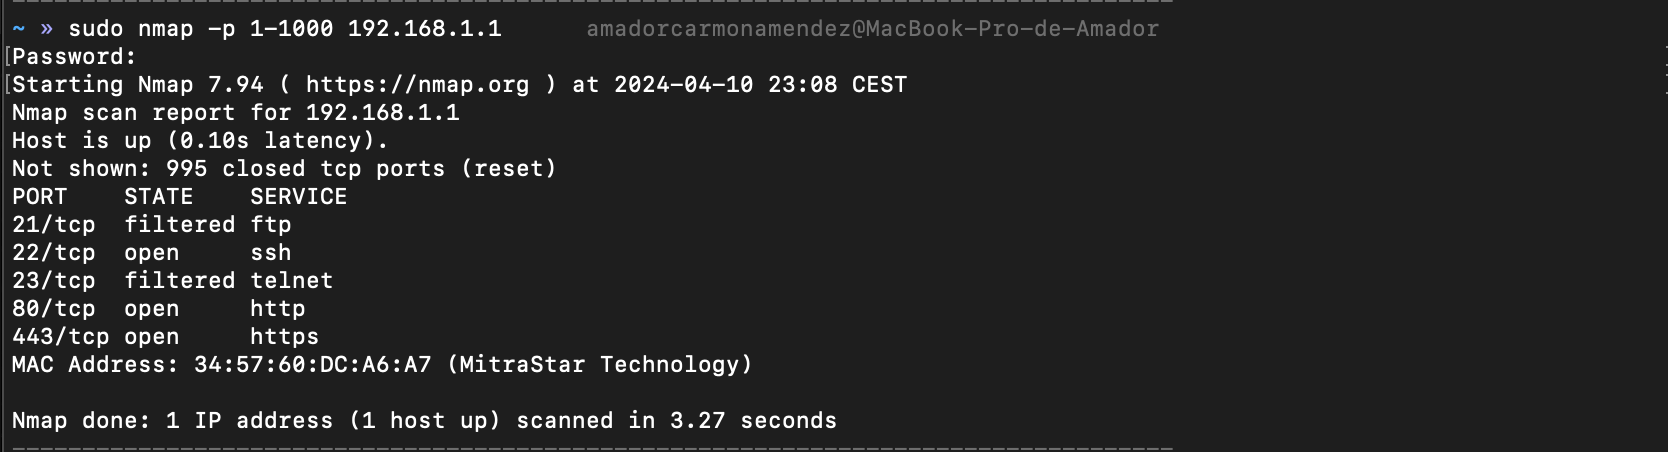 ~ » sudo nmap -p 1-1000 192.168.1.1      amadorcarmonamendez@MacBook-Pro-de-Amador
[Password:
[Starting Nmap 7.94 ( https://nmap.org ) at 2024-04-10 23:08 CEST
Nmap scan report for 192.168.1.1
Host is up (0.10s latency).
Not shown: 995 closed tcp ports (reset)
PORT    STATE    SERVICE
21/tcp  filtered ftp
22/tcp  open     ssh
23/tcp  filtered telnet
80/tcp  open     http
443/tcp open     https
MAC Address: 34:57:60:DC:A6:A7 (MitraStar Technology)
Nmap done: 1 IP address (1 host up) scanned in 3.27 seconds